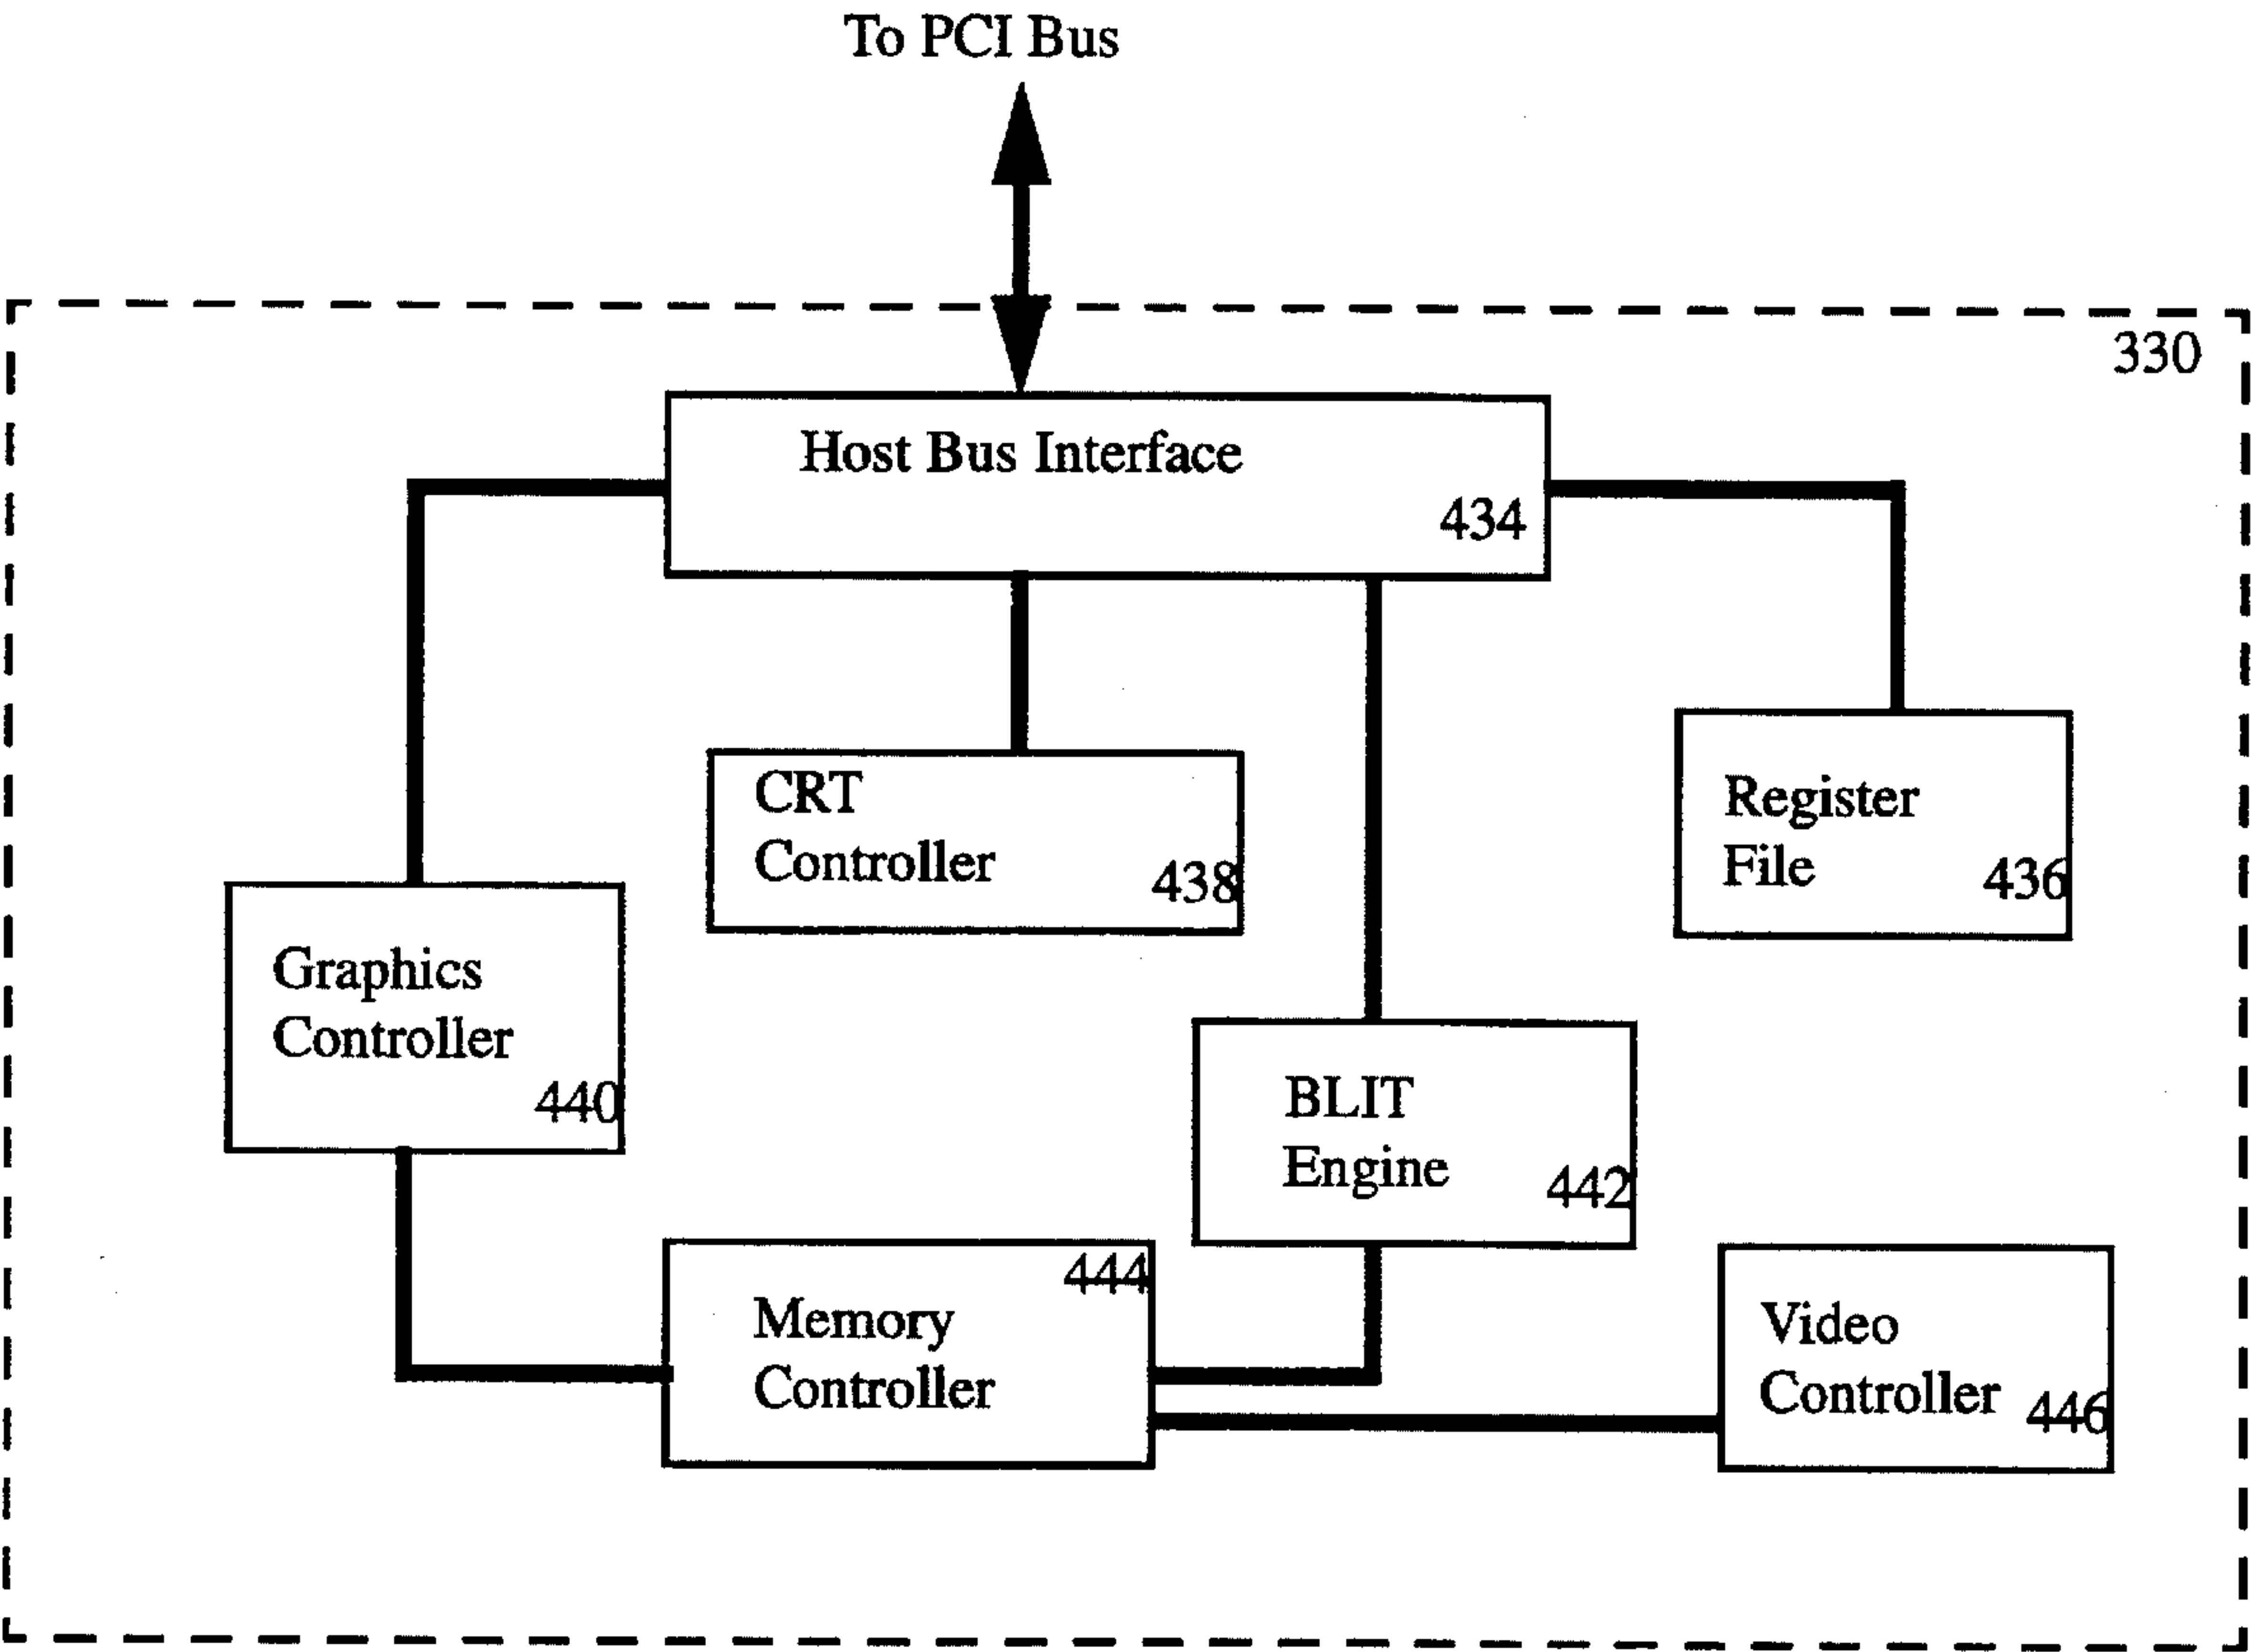 To PCI Bus
330
Host Bus Interface
434
CRT
Controller
438
Register
File
436
Graphics
Controller
440
BLIT
Engine
442
444
Memory
Controller
Video
Controller
446